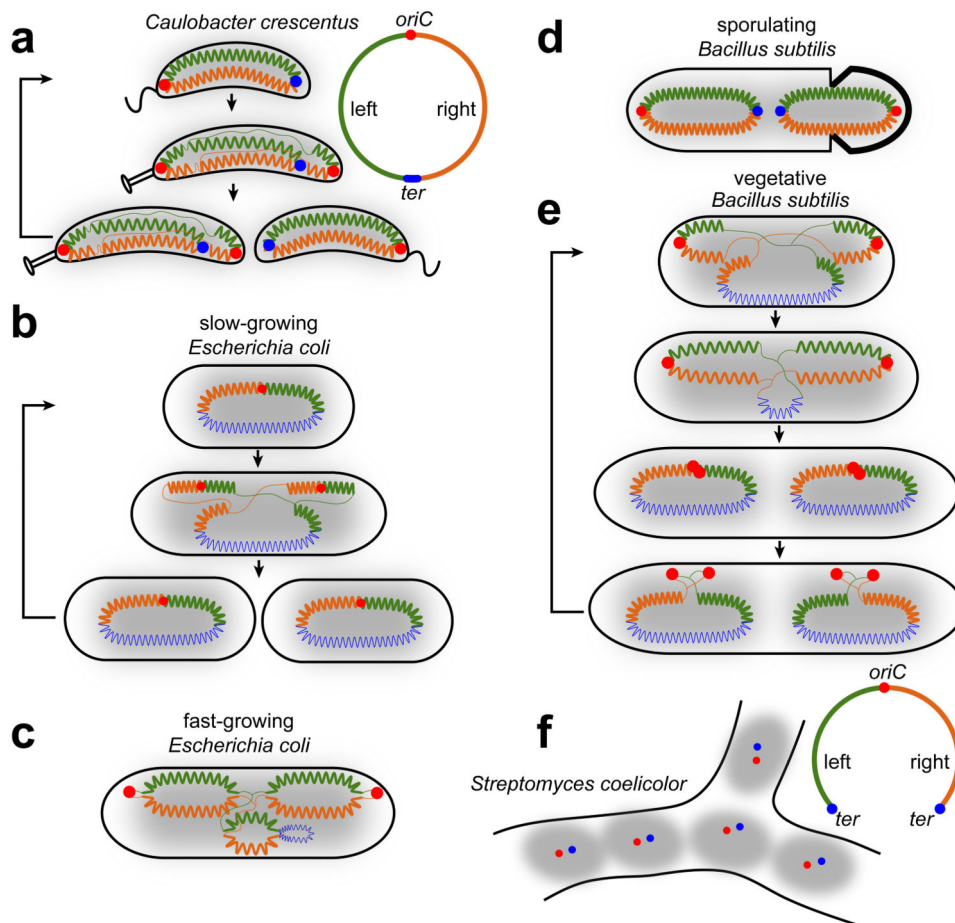 a
Caulobacter crescentus
oriC
left
right
ter
b
slow-growing
Escherichia coli
c
fast-growing
Escherichia coli
d
sporulating
Bacillus subtilis
e
vegetative
Bacillus subtilis
f
Streptomyces coelicolor
oriC
left
right
ter
ter